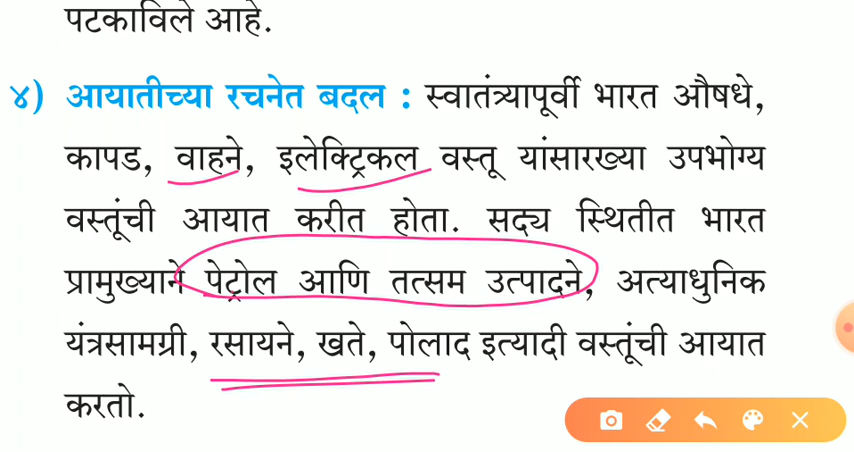 पटकाविले आहे.
४) आयातीच्या रचनेत बदल : स्वातंत्र्यापूर्वी भारत औषधे,
कापड, वाहने, इलेक्ट्रिकल वस्तू यांसारख्या उपभोग्य
वस्तूंची आयात करीत होता. सद्य स्थितीत भारत
प्रामुख्याने पेट्रोल आणि तत्सम उत्पादने, अत्याधुनिक
यंत्रसामग्री, रसायने, खते, पोलाद इत्यादी वस्तूंची आयात
करतो.